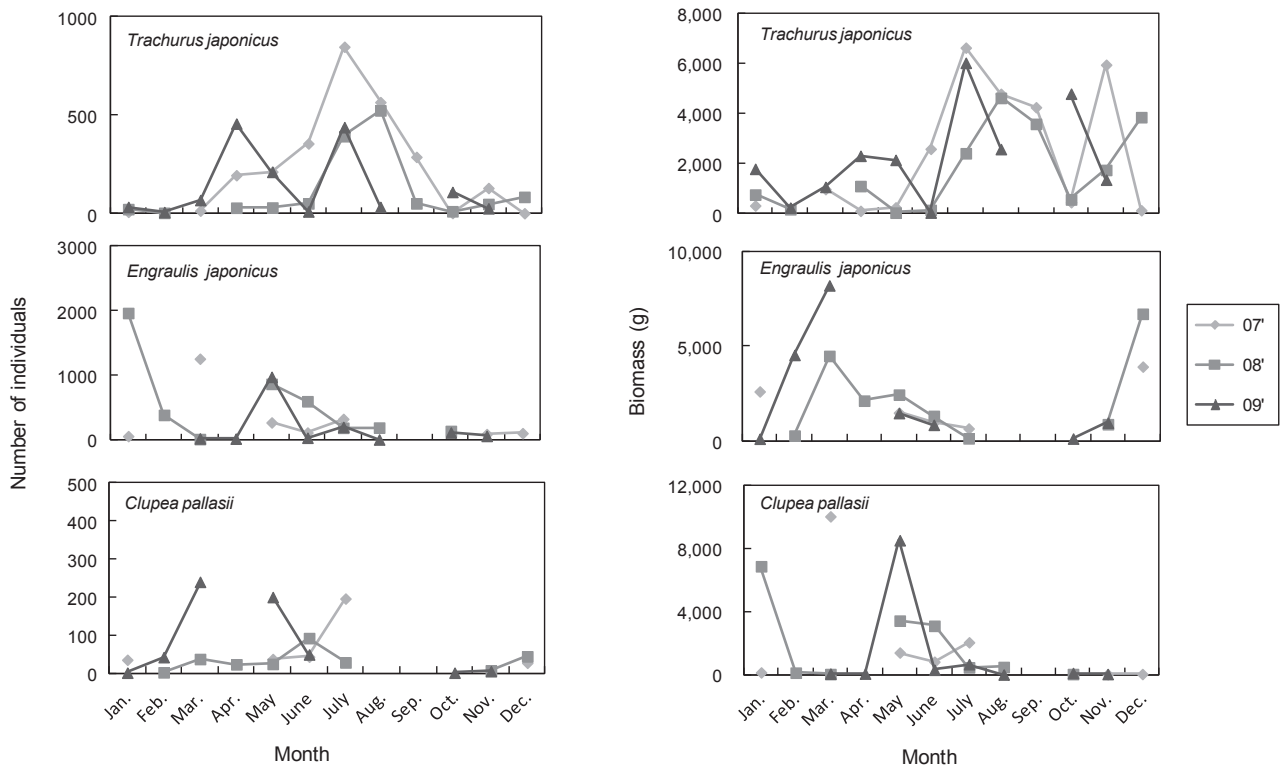 Trachurus japonicus
1000
500
0
Engraulis japonicus
3000
2000
1000
0
Clupea pallasii
500
400
300
200
100
0
Jan. Feb. Mar. Apr. May June July Aug. Sep. Oct. Nov. Dec.
Month
Number of individuals
Trachurus japonicus
8,000
6,000
4,000
2,000
0
Engraulis japonicus
10,000
5,000
0
Clupea pallasii
12,000
8,000
4,000
0
Jan. Feb. Mar. Apr. May June July Aug. Sep. Oct. Nov. Dec.
Month
Biomass (g)
07'
08'
09'